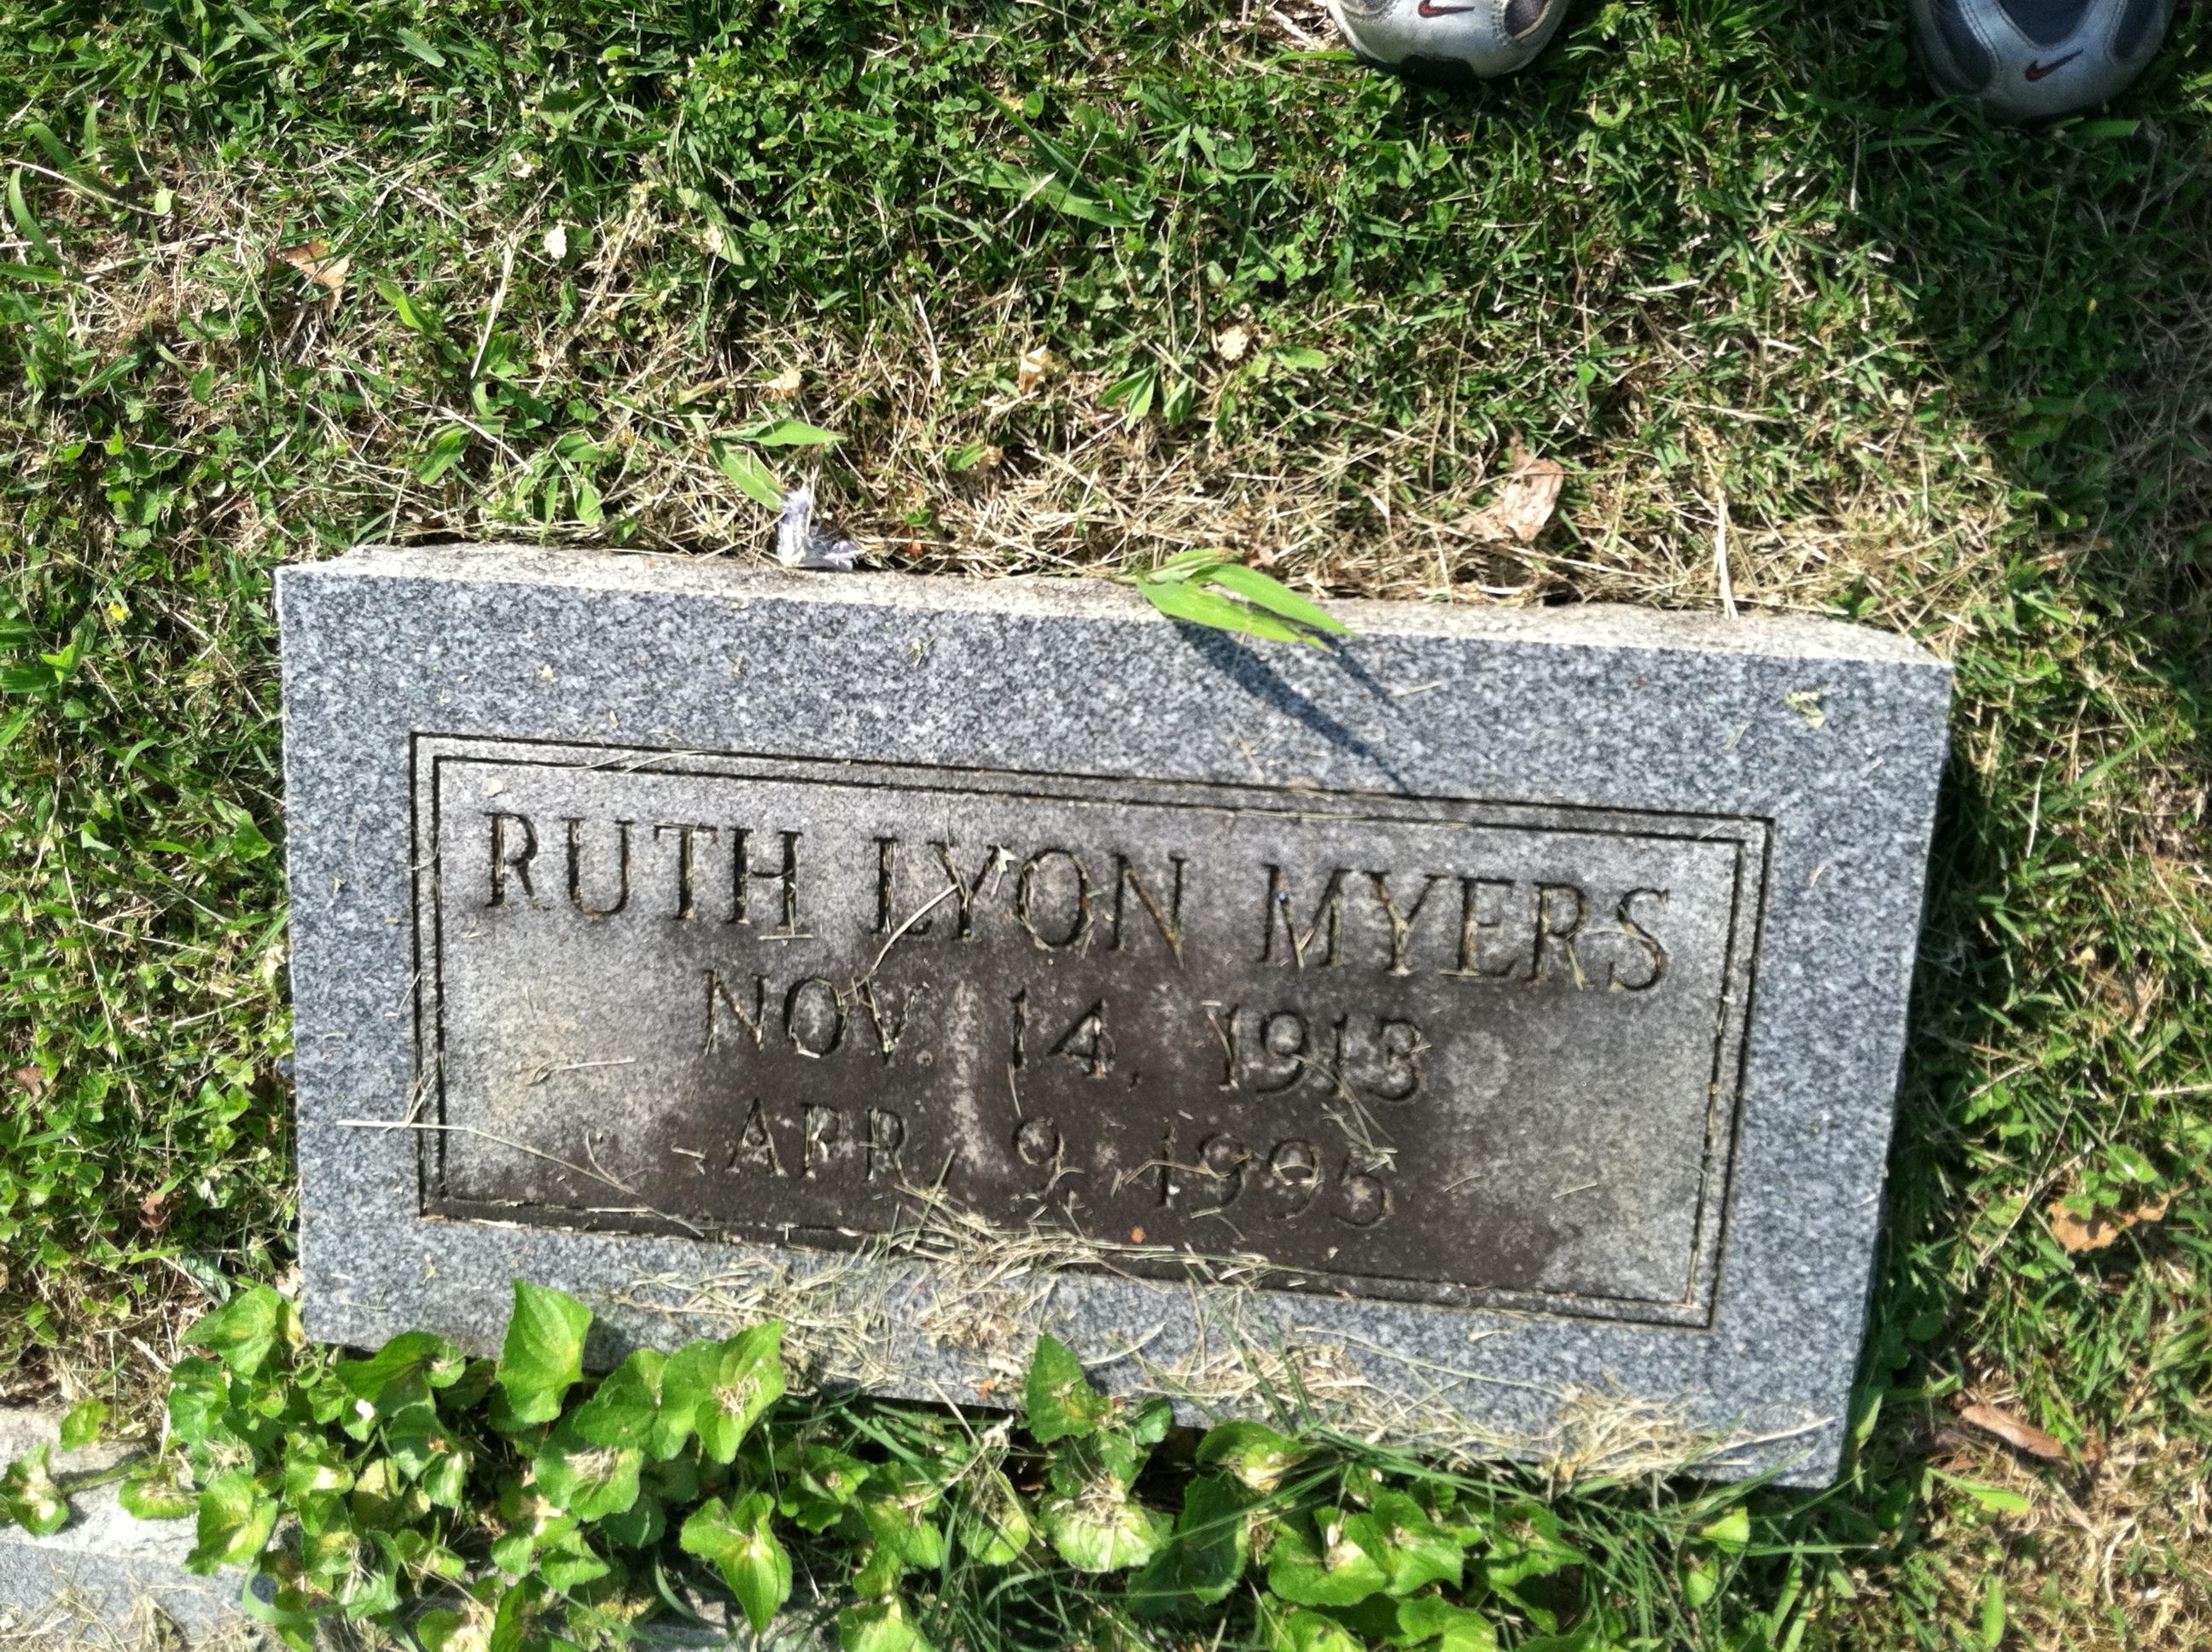 RUTH LYON MYERS
NOV. 14, 1913
APR. 9, 1995